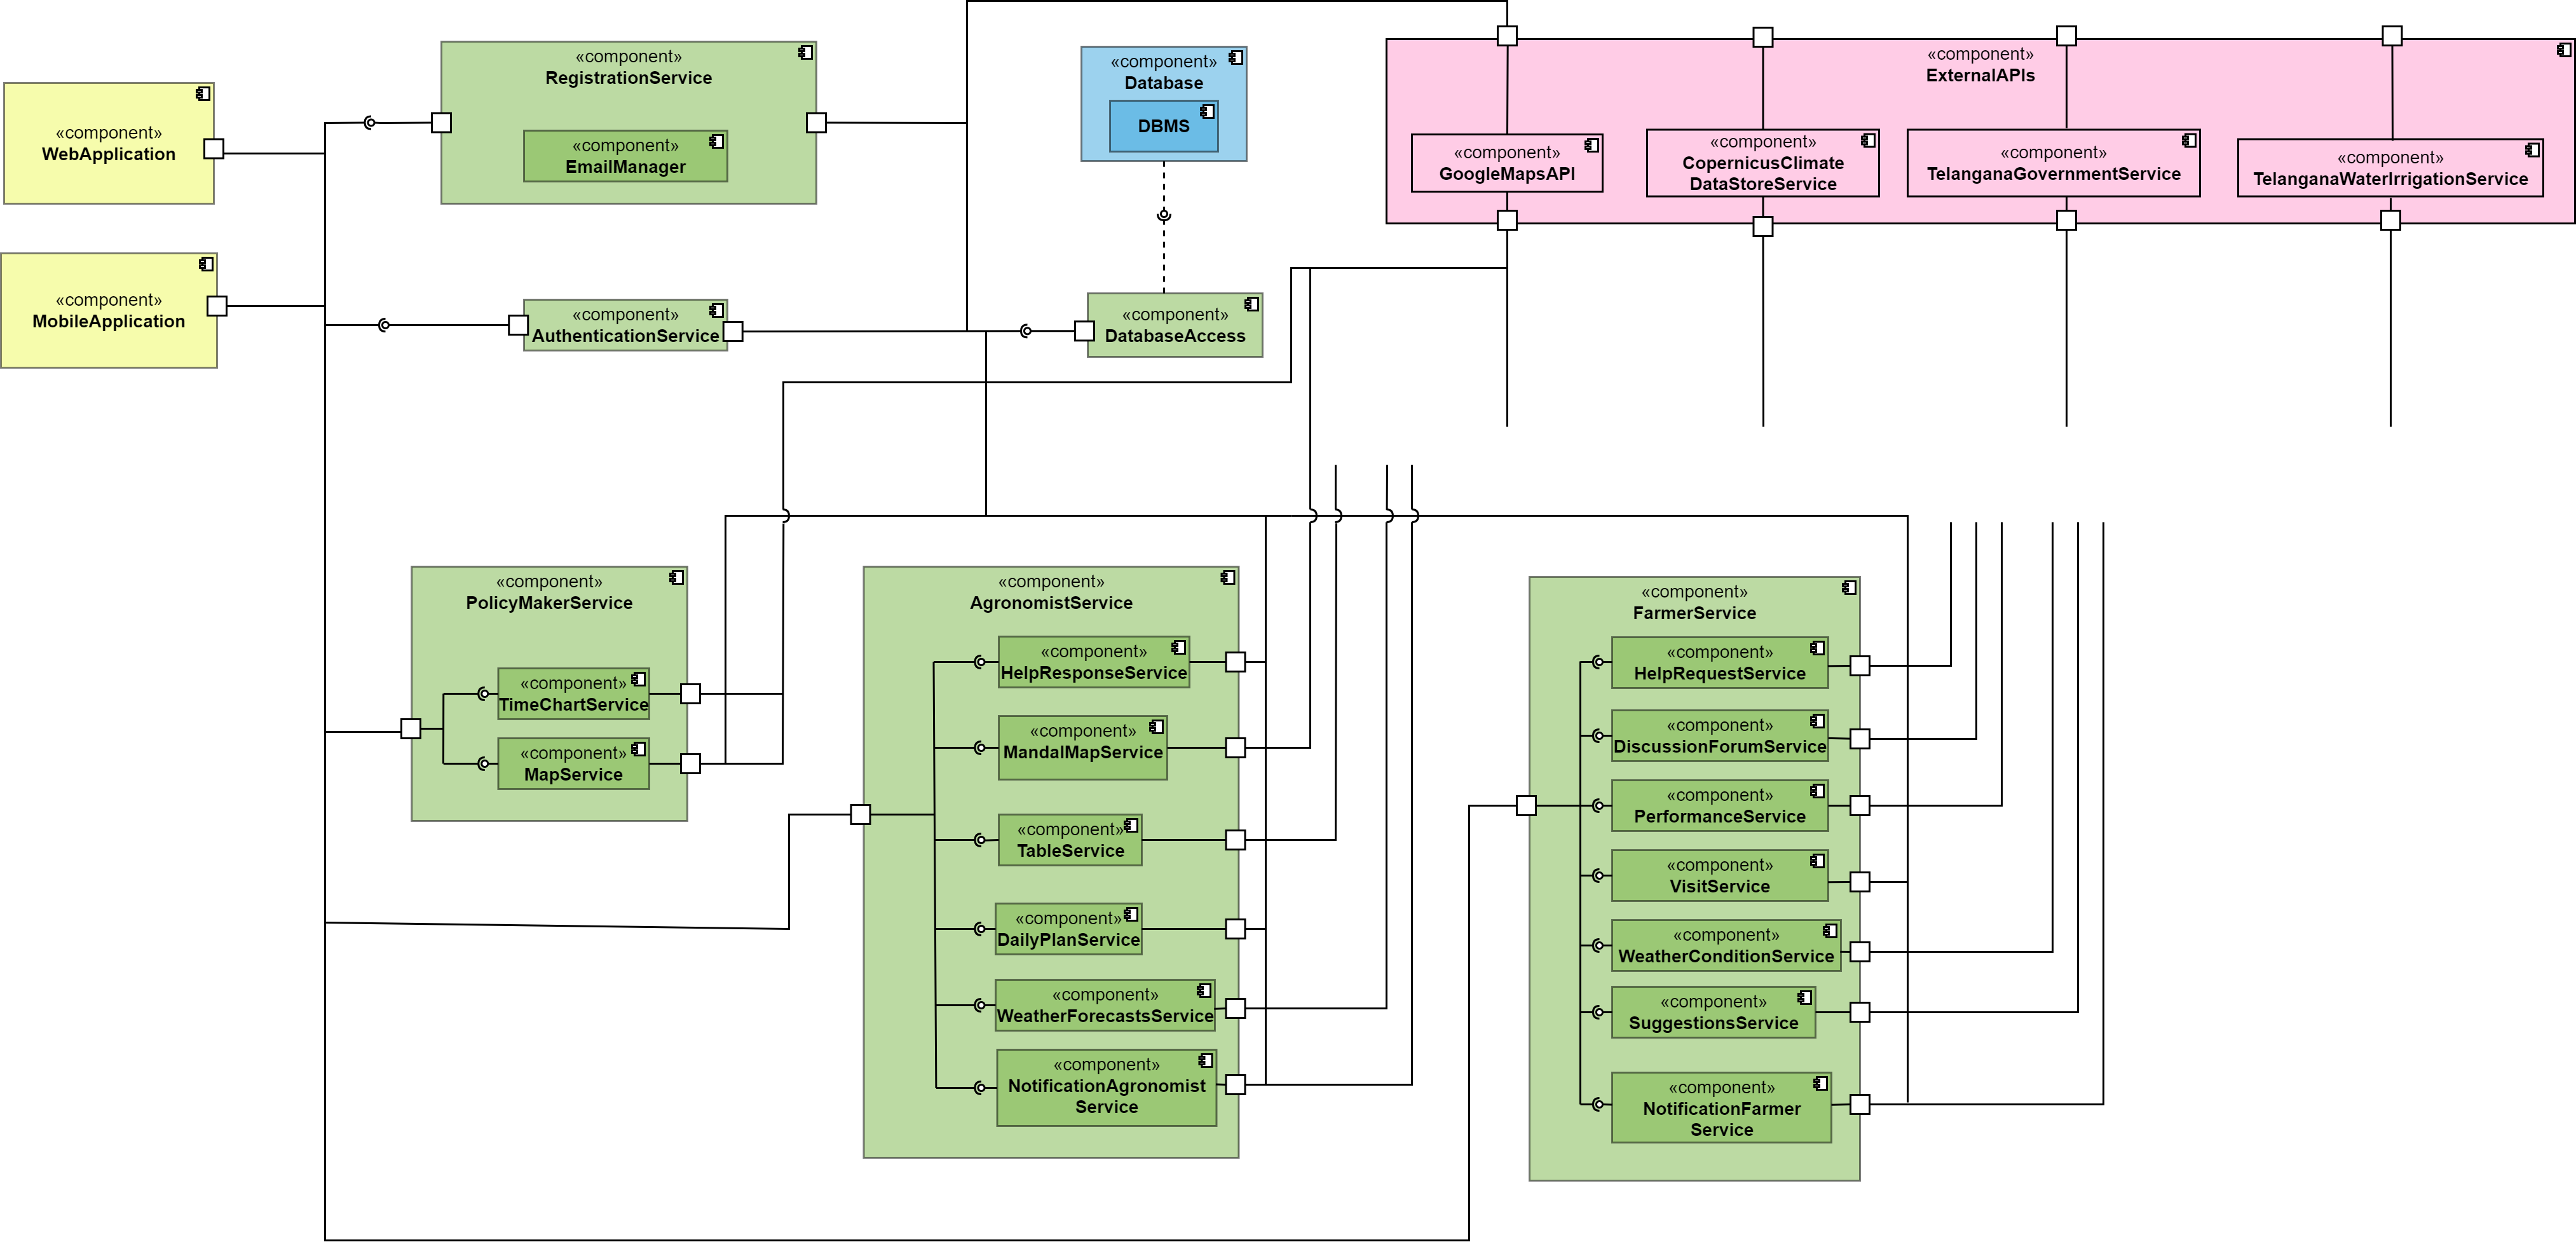 «component»
RegistrationService
«component»
EmailManager
«component»
WebApplication
«component»
MobileApplication
«component»
AuthenticationService
«component»
Database
DBMS
«component»
DatabaseAccess
«component»
ExternalAPIs
«component»
GoogleMapsAPI
«component»
CopernicusClimate
DataStoreService
«component»
TelanganaGovernmentService
«component»
TelanganaWaterIrrigationService
«component»
PolicyMakerService
«component»
TimeChartService
«component»
MapService
«component»
AgronomistService
«component»
HelpResponseService
«component»
MandalMapService
«component»
TableService
«component»
DailyPlanService
«component»
WeatherForecastsService
«component»
NotificationAgronomist
Service
«component»
FarmerService
«component»
HelpRequestService
«component»
DiscussionForumService
«component»
PerformanceService
«component»
VisitService
«component»
WeatherConditionService
«component»
SuggestionsService
«component»
NotificationFarmer
Service